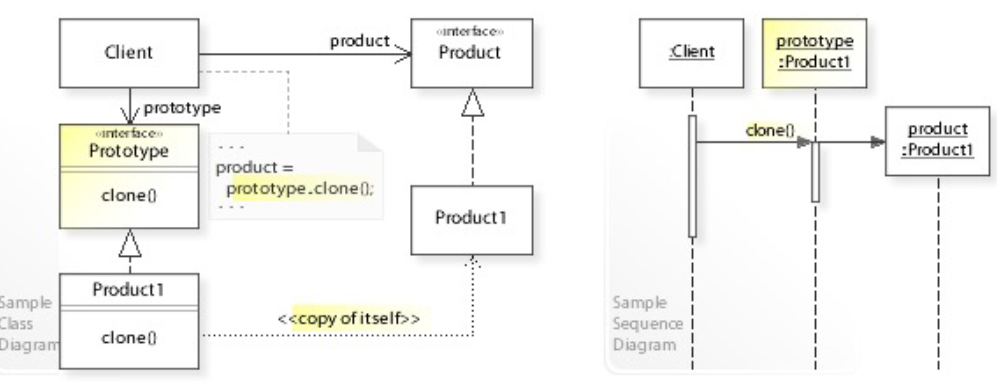 Client
product
«interface»
Product
prototype
«interface»
Prototype
clone()
. . .
product =
prototype.clone();
. . .
Product1
Product1
clone()
<<copy of itself>>
Sample
Class
Diagram
:Client
prototype
:Product1
clone()
product
:Product1
Sample
Sequence
Diagram